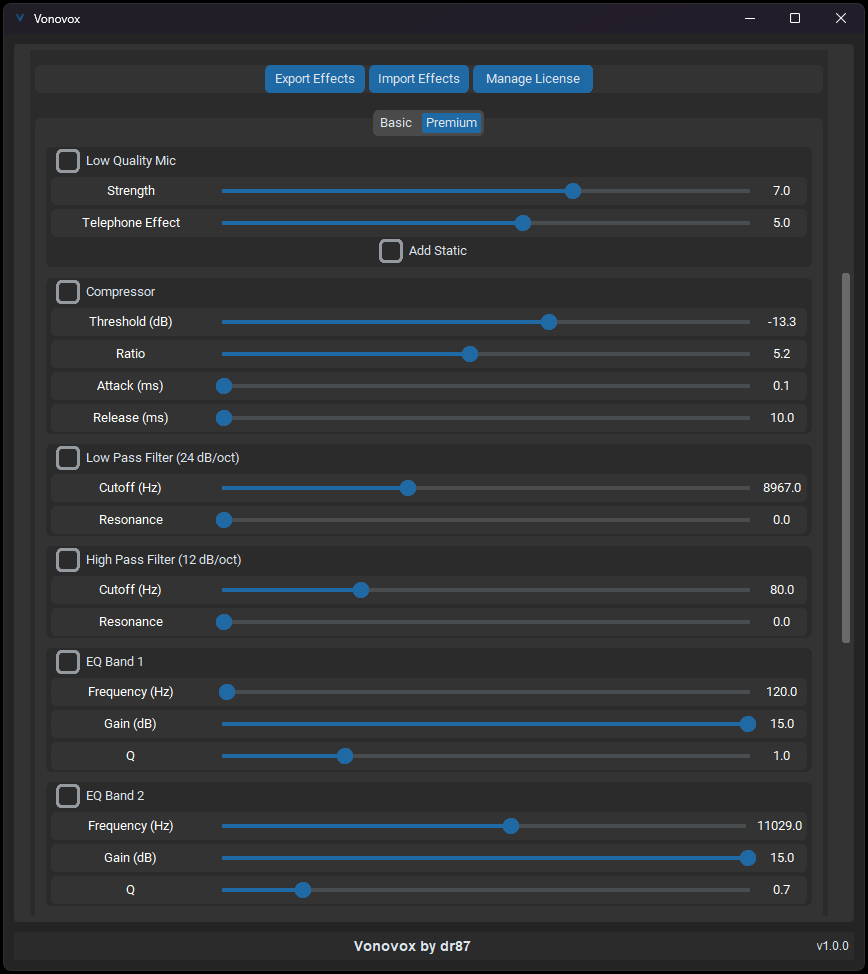 Vonovox
Export Effects Import Effects Manage License
Basic Premium
Low Quality Mic
Strength 7.0
Telephone Effect 5.0
Add Static
Compressor
Threshold (dB) -13.3
Ratio 5.2
Attack (ms) 0.1
Release (ms) 10.0
Low Pass Filter (24 dB/oct)
Cutoff (Hz) 8967.0
Resonance 0.0
High Pass Filter (12 dB/oct)
Cutoff (Hz) 80.0
Resonance 0.0
EQ Band 1
Frequency (Hz) 120.0
Gain (dB) 15.0
Q 1.0
EQ Band 2
Frequency (Hz) 11029.0
Gain (dB) 15.0
Q 0.7
Vonovox by dr87 v1.0.0